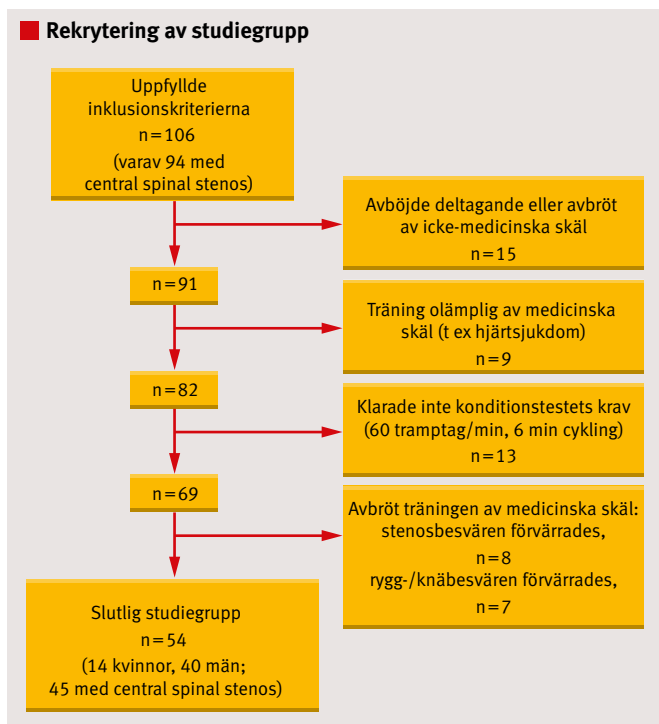 Rekrytering av studiegrupp
Uppfyllde
inklusionskriterierna
n=106
(varav 94 med
central spinal stenos)
Avböjde deltagande eller avbröt
av icke-medicinska skäl
n=15
n=91
Träning olämplig av medicinska
skäl (t ex hjärtsjukdom)
n=9
n=82
Klarade inte konditionstestets krav
(60 tramptag/min, 6 min cykling)
n=13
n=69
Avbröt träningen av medicinska skäl:
stenosbesvären förvärrades,
n=8
rygg-/knäbesvären förvärrades,
n=7
Slutlig studiegrupp
n=54
(14 kvinnor, 40 män;
45 med central spinal stenos)